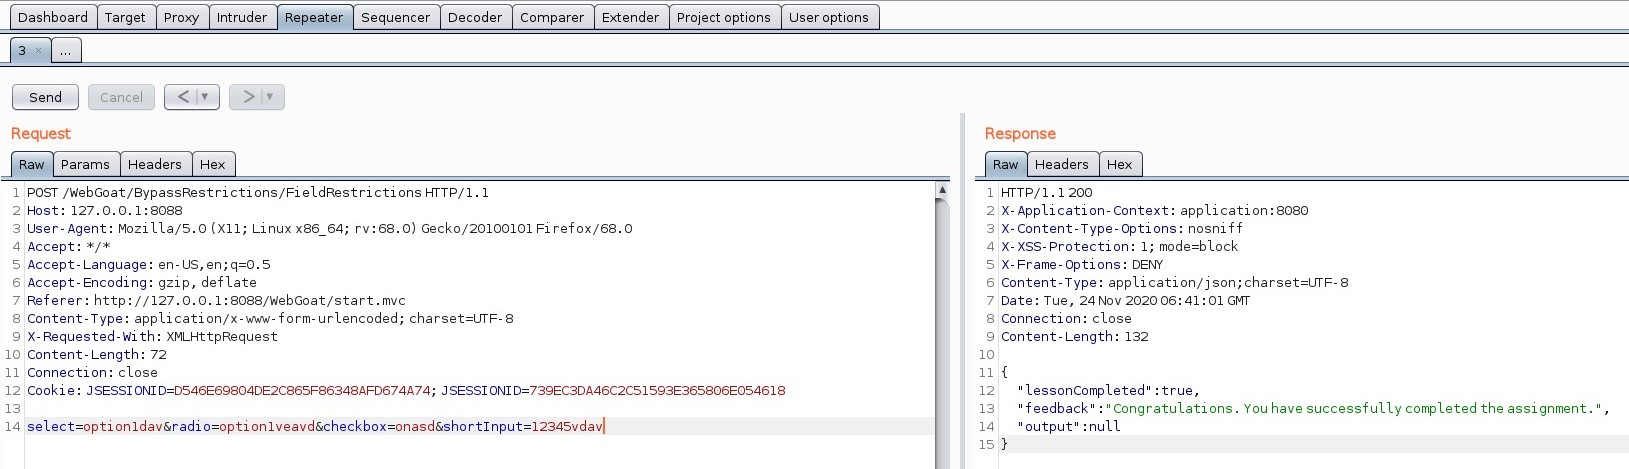 Dashboard Target Proxy Intruder Repeater Sequencer Decoder Comparer Extender Project options User options
3 × ...
Send Cancel < ▼ > ▼
Request
Raw Params Headers Hex
1 POST /WebGoat/BypassRestrictions/FieldRestrictions HTTP/1.1
2 Host: 127.0.0.1:8088
3 User-Agent: Mozilla/5.0 (X11; Linux x86_64; rv:68.0) Gecko/20100101 Firefox/68.0
4 Accept: */*
5 Accept-Language: en-US,en;q=0.5
6 Accept-Encoding: gzip, deflate
7 Referer: http://127.0.0.1:8088/WebGoat/start.mvc
8 Content-Type: application/x-www-form-urlencoded; charset=UTF-8
9 X-Requested-With: XMLHttpRequest
10 Content-Length: 72
11 Connection: close
12 Cookie: JSESSIONID=D546E69804DE2C865F86348AFD674A74; JSESSIONID=739EC3DA46C2C51593E365806E054618
13
14 select=option1dav&radio=option1veavd&checkbox=onasd&shortInput=12345vdav
Response
Raw Headers Hex
1 HTTP/1.1 200
2 X-Application-Context: application:8080
3 X-Content-Type-Options: nosniff
4 X-XSS-Protection: 1; mode=block
5 X-Frame-Options: DENY
6 Content-Type: application/json;charset=UTF-8
7 Date: Tue, 24 Nov 2020 06:41:01 GMT
8 Connection: close
9 Content-Length: 132
10
11 {
12 "lessonCompleted":true,
13 "feedback":"Congratulations. You have successfully completed the assignment.",
14 "output":null
15 }